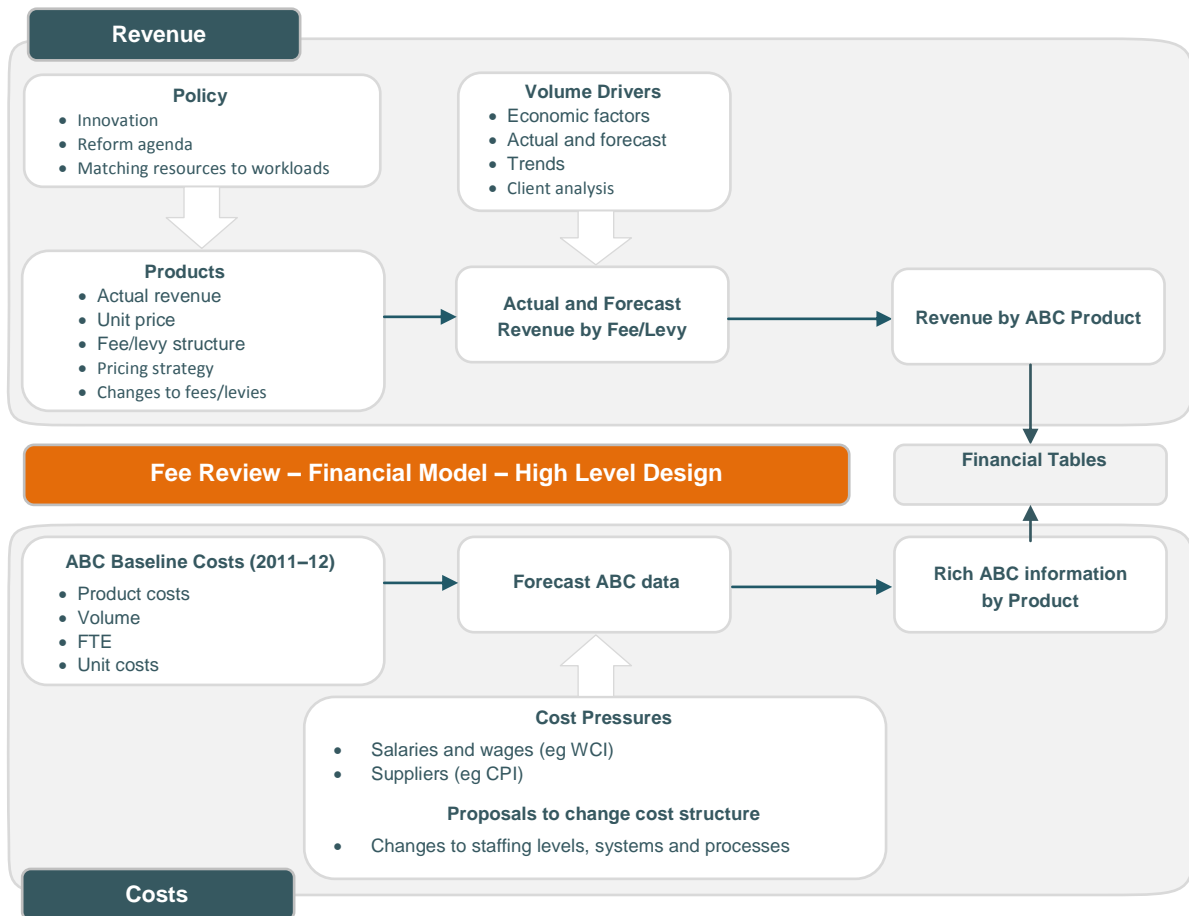 Revenue
Policy
• Innovation
• Reform agenda
• Matching resources to workloads
Volume Drivers
• Economic factors
• Actual and forecast
• Trends
• Client analysis
Products
• Actual revenue
• Unit price
• Fee/levy structure
• Pricing strategy
• Changes to fees/levies
Actual and Forecast
Revenue by Fee/Levy
Revenue by ABC Product
Fee Review – Financial Model – High Level Design
Financial Tables
ABC Baseline Costs (2011–12)
• Product costs
• Volume
• FTE
• Unit costs
Forecast ABC data
Rich ABC information
by Product
Cost Pressures
• Salaries and wages (eg WCI)
• Suppliers (eg CPI)
Proposals to change cost structure
• Changes to staffing levels, systems and processes
Costs